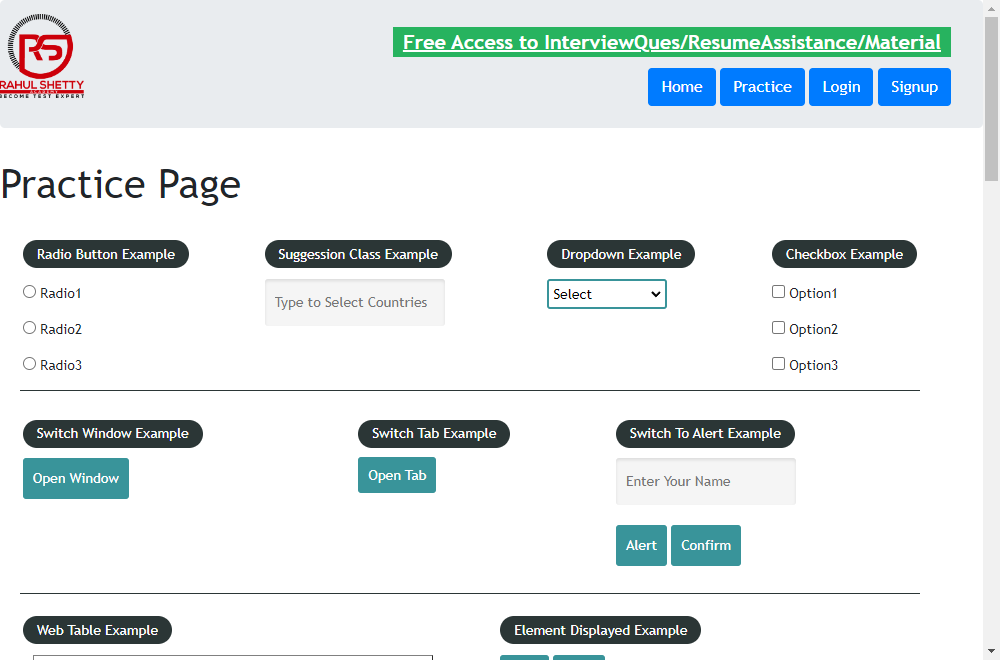 RS
RAHUL SHETTY
ACADEMY
BECOME TEST EXPERT
Free Access to InterviewQues/ResumeAssistance/Material
Home Practice Login Signup
Practice Page
Radio Button Example
Radio1
Radio2
Radio3
Suggession Class Example
Type to Select Countries
Dropdown Example
Select
Checkbox Example
Option1
Option2
Option3
Switch Window Example
Open Window
Switch Tab Example
Open Tab
Switch To Alert Example
Enter Your Name
Alert Confirm
Web Table Example
Element Displayed Example